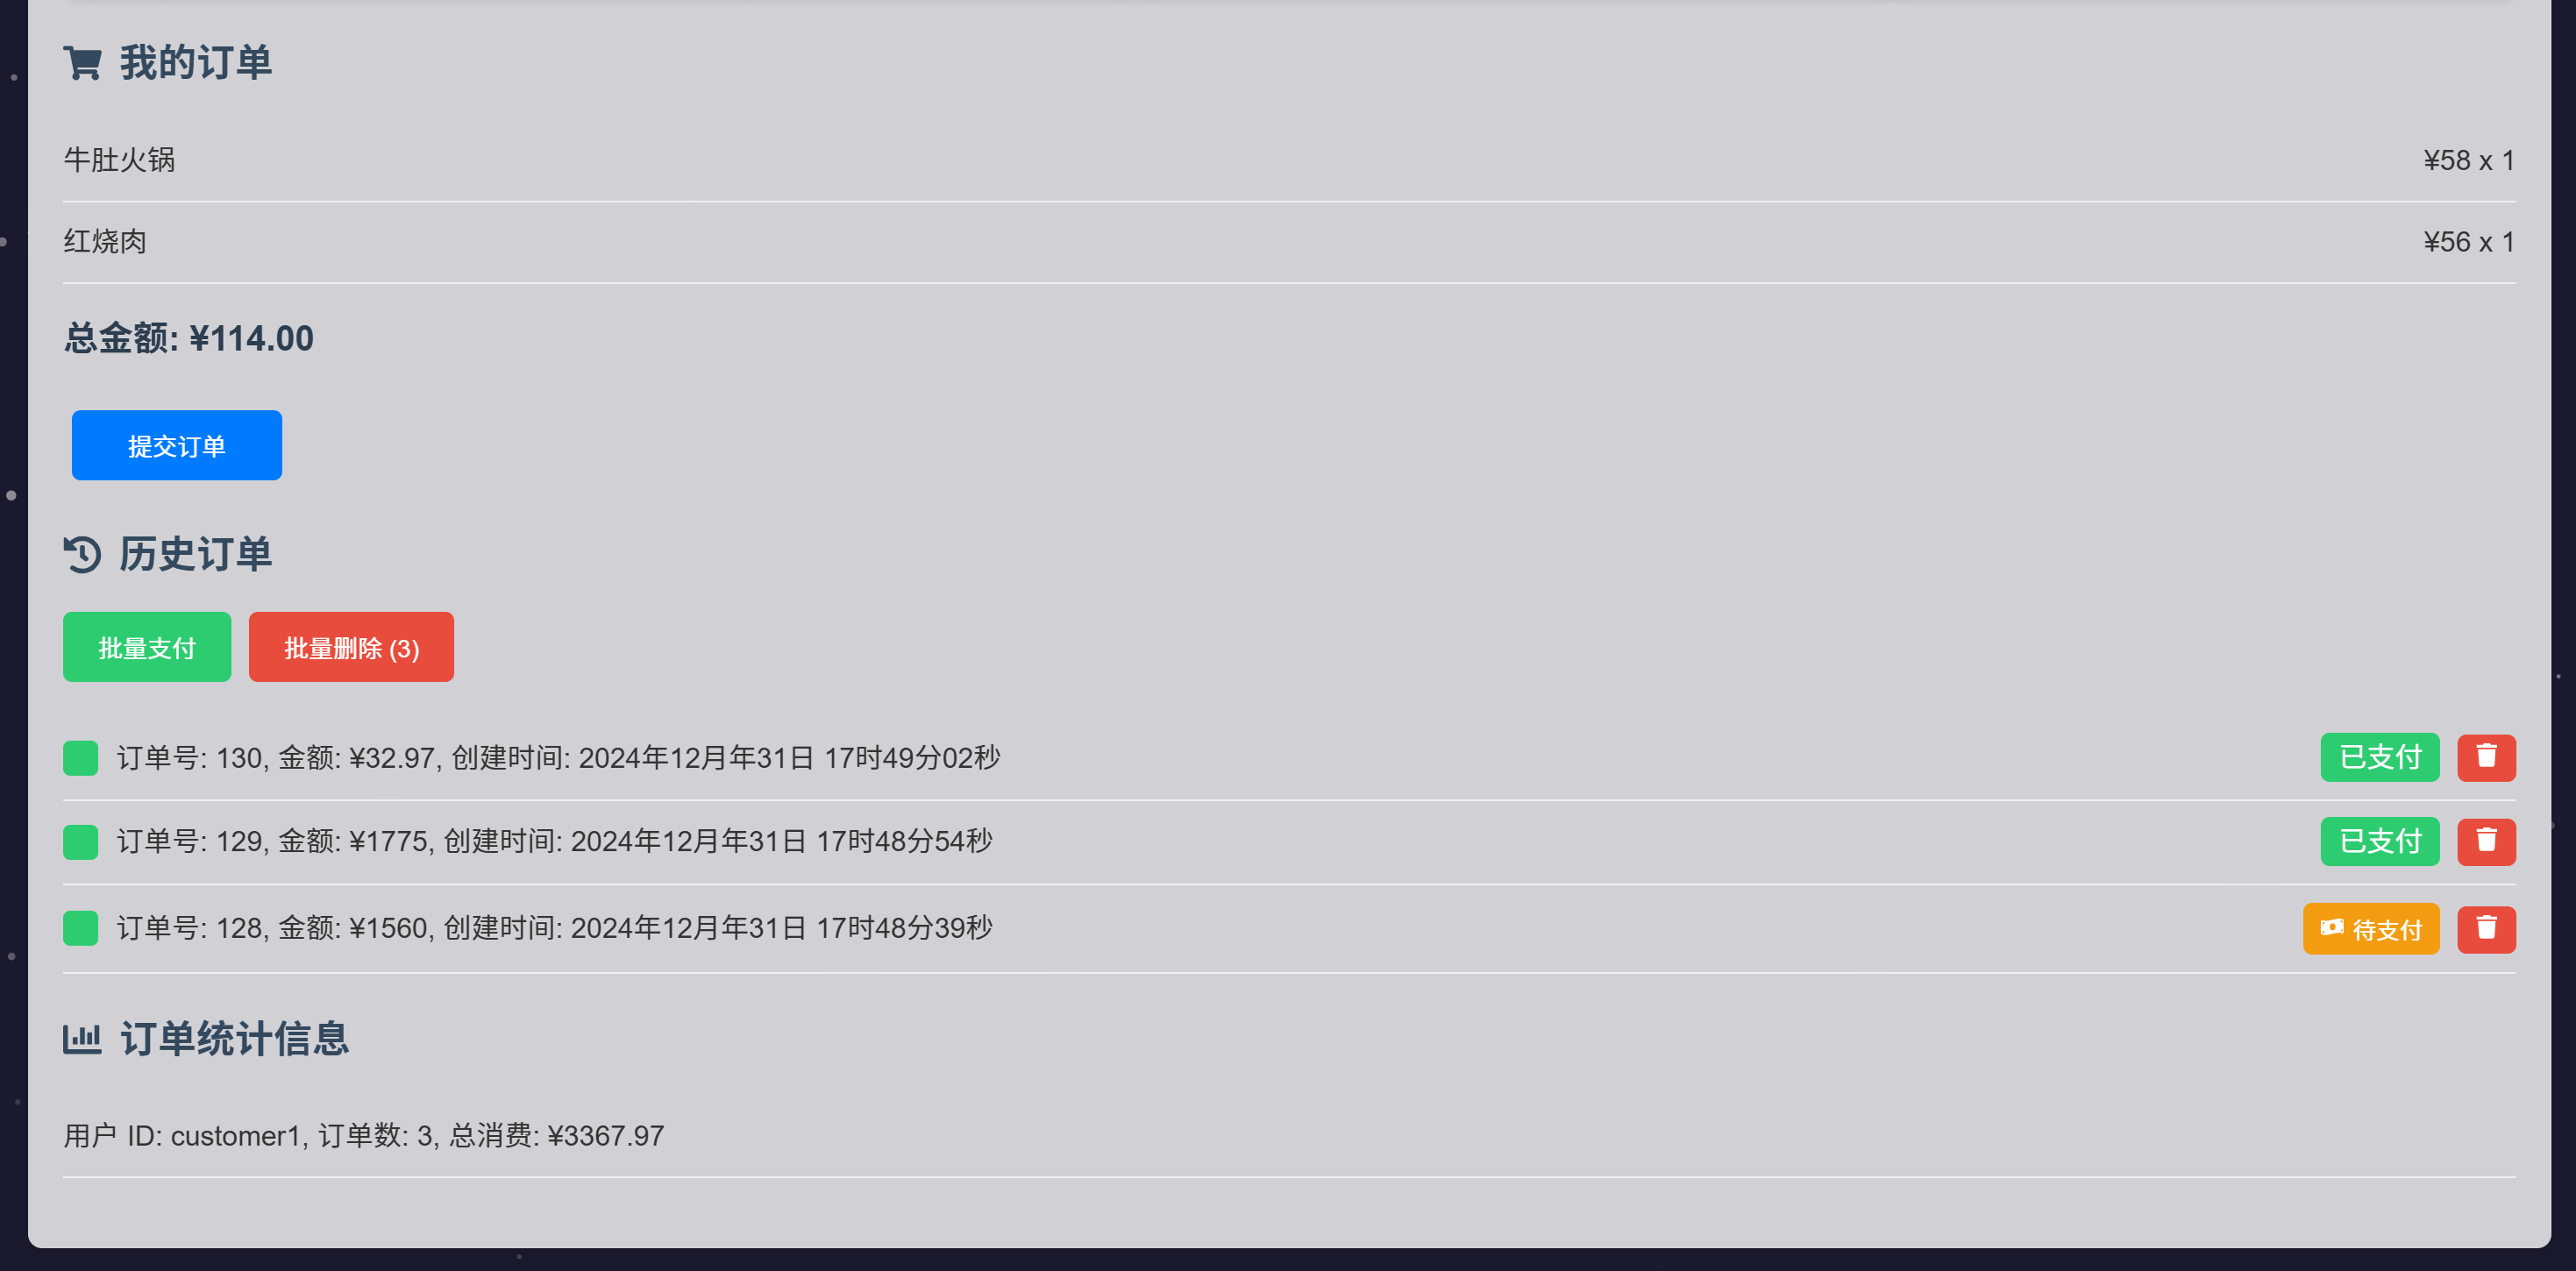 我的订单
牛肚火锅 ¥58 x 1
红烧肉 ¥56 x 1
总金额: ¥114.00
提交订单
历史订单
批量支付 批量删除 (3)
订单号: 130, 金额: ¥32.97, 创建时间: 2024年12月年31日 17时49分02秒 已支付
订单号: 129, 金额: ¥1775, 创建时间: 2024年12月年31日 17时48分54秒 已支付
订单号: 128, 金额: ¥1560, 创建时间: 2024年12月年31日 17时48分39秒 待支付
订单统计信息
用户 ID: customer1, 订单数: 3, 总消费: ¥3367.97